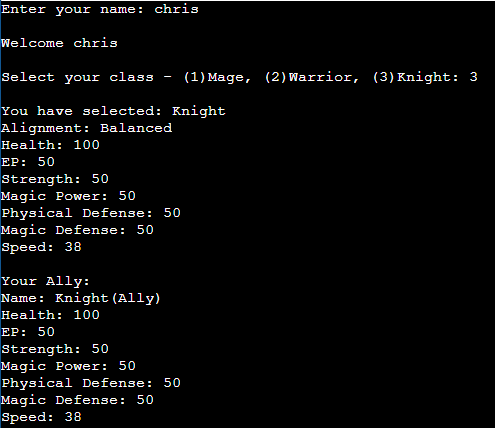 Enter your name: chris
Welcome chris
Select your class - (1)Mage, (2)Warrior, (3)Knight: 3
You have selected: Knight
Alignment: Balanced
Health: 100
EP: 50
Strength: 50
Magic Power: 50
Physical Defense: 50
Magic Defense: 50
Speed: 38
Your Ally:
Name: Knight(Ally)
Health: 100
EP: 50
Strength: 50
Magic Power: 50
Physical Defense: 50
Magic Defense: 50
Speed: 38